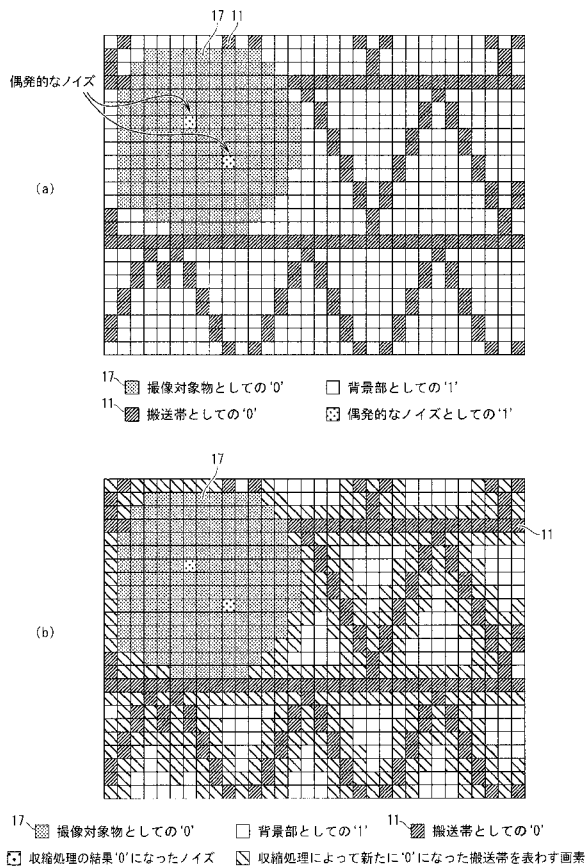 17 11
偶発的なノイズ
(a)
17 撮像対象物としての‘0’ 背景部としての‘1’
11 搬送帯としての‘0’ 偶発的なノイズとしての‘1’
17
11
(b)
17 撮像対象物としての‘0’ 背景部としての‘1’ 11 搬送帯としての‘0’
収縮処理の結果‘0’になったノイズ 収縮処理によって新たに‘0’になった搬送帯を表わす画素